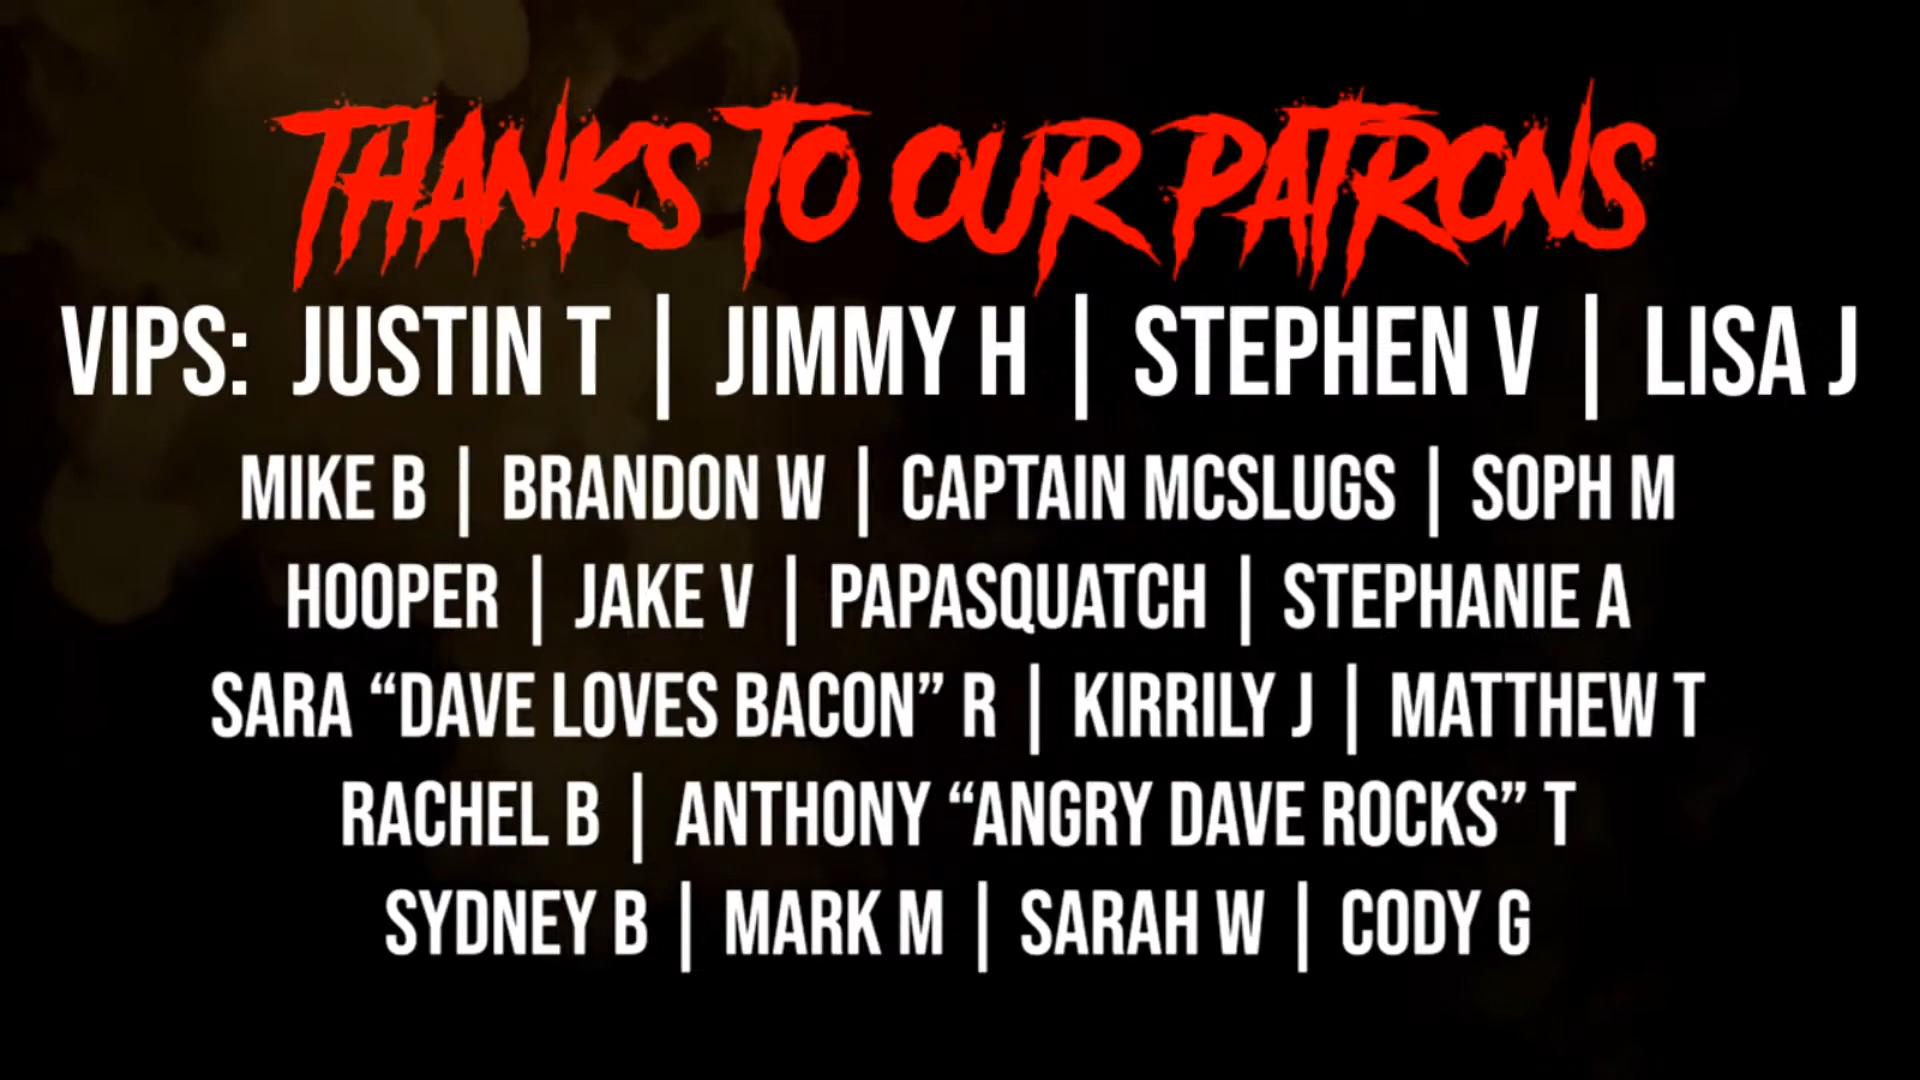 THANKS TO OUR PATRONS
VIPS: JUSTIN T | JIMMY H | STEPHEN V | LISA J
MIKE B | BRANDON W | CAPTAIN MCSLUGS | SOPH M
HOOPER | JAKE V | PAPASQUATCH | STEPHANIE A
SARA “DAVE LOVES BACON” R | KIRRILY J | MATTHEW T
RACHEL B | ANTHONY “ANGRY DAVE ROCKS” T
SYDNEY B | MARK M | SARAH W | CODY G